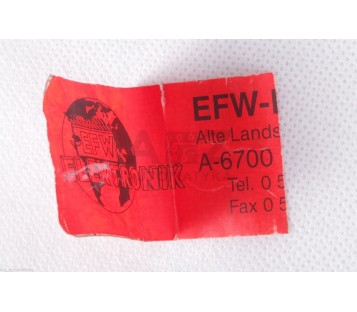 EFW
ELEKTRONIK
EFW-
Alte Lands
A-6700
Tel. 0 5
Fax 0 5